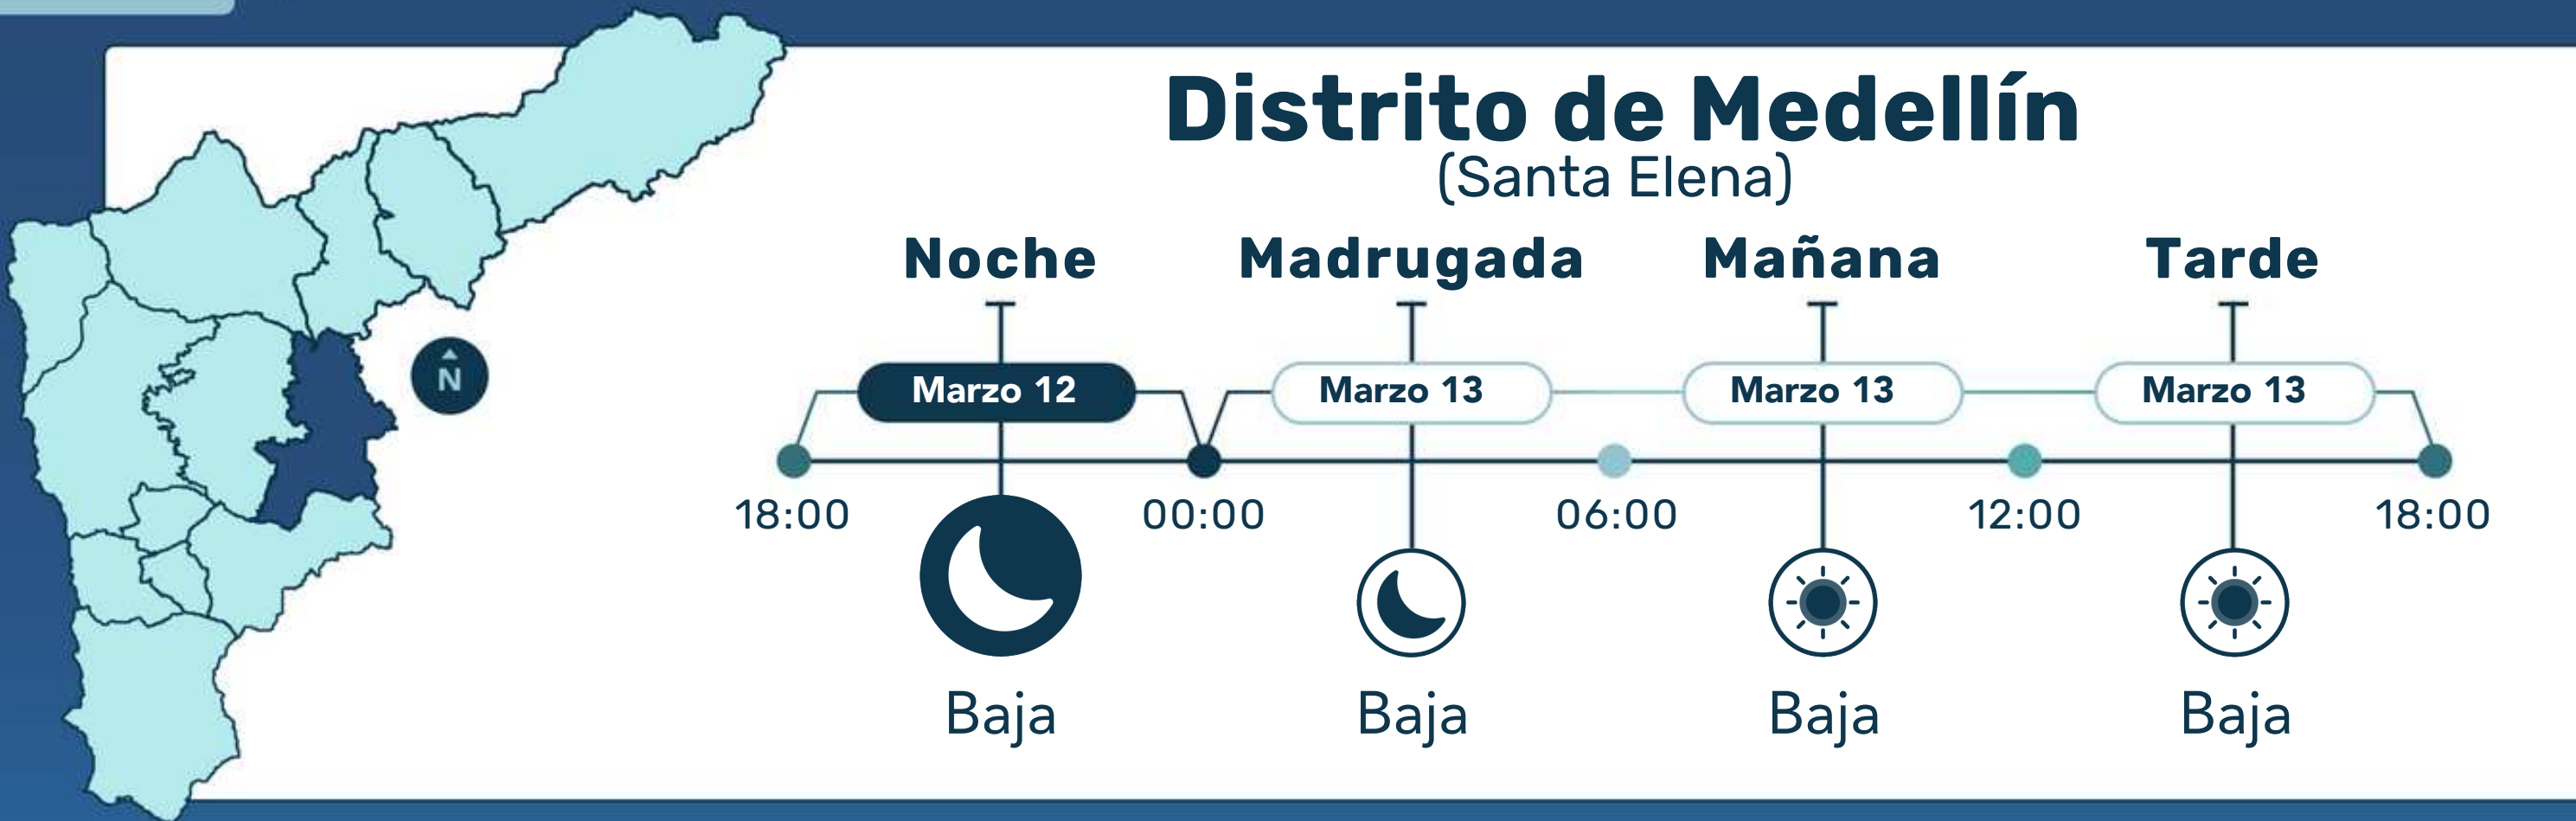 Distrito de Medellín
(Santa Elena)
Noche Madrugada Mañana Tarde
N
Marzo 12 Marzo 13 Marzo 13 Marzo 13
18:00 00:00 06:00 12:00 18:00
Baja Baja Baja Baja